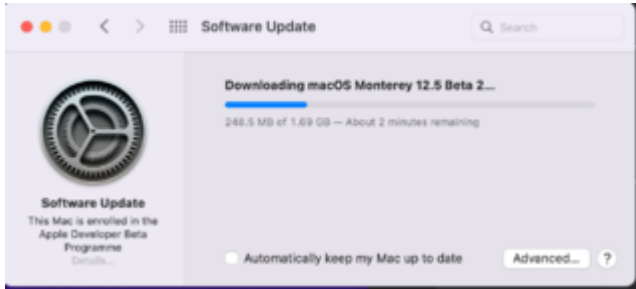 Software Update
Search
Downloading macOS Monterey 12.5 Beta 2...
248.5 MB of 1.69 GB — About 2 minutes remaining
Software Update
This Mac is enrolled in the
Apple Developer Beta
Programme
Details...
Automatically keep my Mac up to date
Advanced...
?